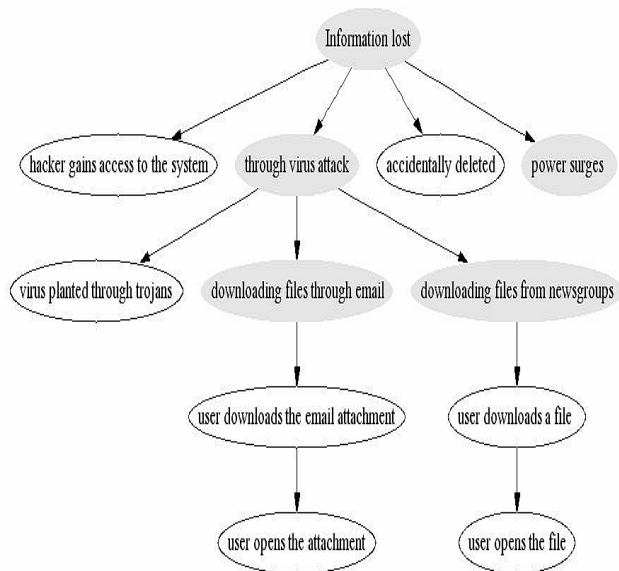 Information lost
hacker gains access to the system
through virus attack
accidentally deleted
power surges
virus planted through trojans
downloading files through email
downloading files from newsgroups
user downloads the email attachment
user downloads a file
user opens the attachment
user opens the file